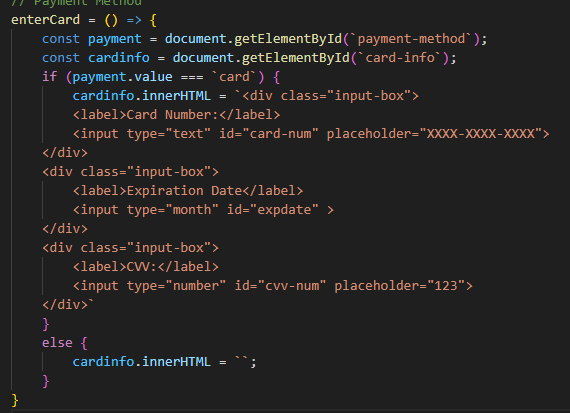 // Payment Method
enterCard = () => {
    const payment = document.getElementById(`payment-method`);
    const cardinfo = document.getElementById(`card-info`);
    if (payment.value === `card`) {
        cardinfo.innerHTML = `<div class="input-box">
        <label>Card Number:</label>
        <input type="text" id="card-num" placeholder="XXXX-XXXX-XXXX">
    </div>
    <div class="input-box">
        <label>Expiration Date</label>
        <input type="month" id="expdate" >
    </div>
    <div class="input-box">
        <label>CVV:</label>
        <input type="number" id="cvv-num" placeholder="123">
    </div>`
    }
    else {
        cardinfo.innerHTML = ``;
    }
}